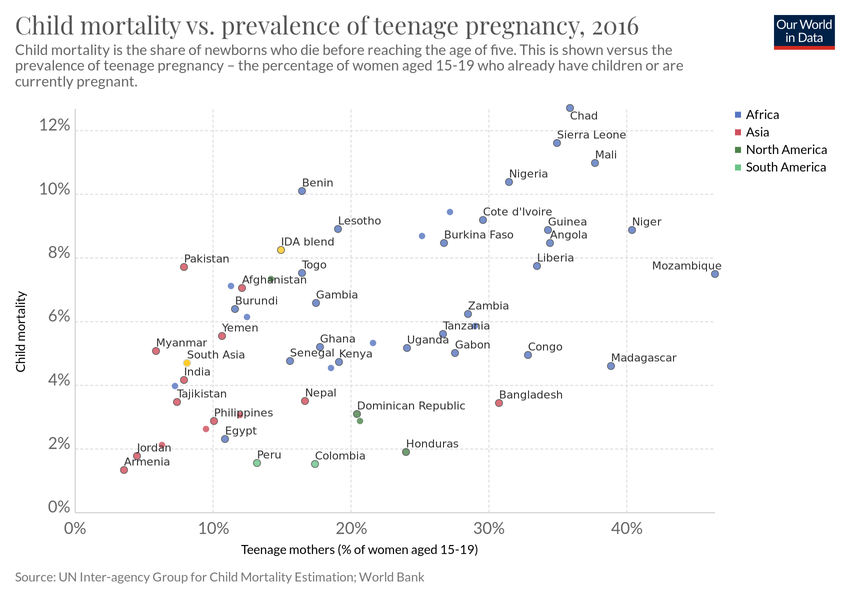 Child mortality vs. prevalence of teenage pregnancy, 2016
Our World
in Data
Child mortality is the share of newborns who die before reaching the age of five. This is shown versus the
prevalence of teenage pregnancy – the percentage of women aged 15-19 who already have children or are
currently pregnant.
Africa
Asia
North America
South America
Chad
12%
Sierra Leone
Mali
Nigeria
Benin
10%
Cote d'Ivoire
Lesotho
Guinea
Niger
Burkina Faso
Angola
IDA blend
8%
Pakistan
Togo
Liberia
Mozambique
Afghanistan
Gambia
Burundi
Zambia
6%
Yemen
Tanzania
Ghana
Uganda
Myanmar
Senegal
Kenya
Gabon
Congo
South Asia
Madagascar
India
4%
Tajikistan
Nepal
Bangladesh
Philippines
Dominican Republic
Egypt
2%
Jordan
Honduras
Armenia
Peru
Colombia
0%
Child mortality
0%
10%
20%
30%
40%
Teenage mothers (% of women aged 15-19)
Source: UN Inter-agency Group for Child Mortality Estimation; World Bank